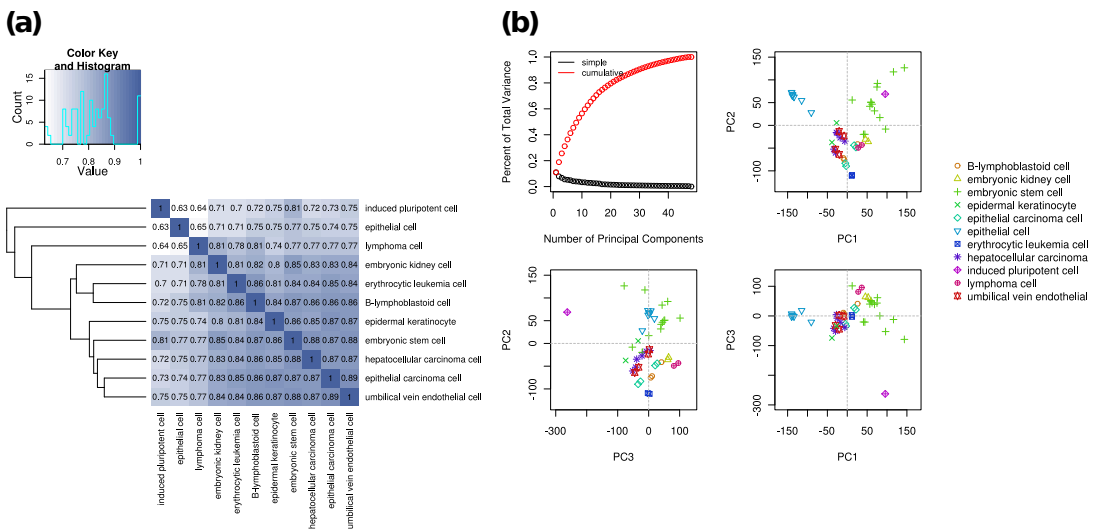 (a)
Color Key
and Histogram
Count
0 5 10 15
0.7 0.8 0.9 1
Value
1 0.63 0.64 0.71 0.7 0.72 0.75 0.81 0.72 0.73 0.75 induced pluripotent cell
0.63 1 0.65 0.71 0.71 0.75 0.75 0.77 0.75 0.74 0.75 epithelial cell
0.64 0.65 1 0.81 0.78 0.81 0.74 0.77 0.77 0.77 0.77 lymphoma cell
0.71 0.71 0.81 1 0.81 0.82 0.8 0.85 0.83 0.83 0.84 embryonic kidney cell
0.7 0.71 0.78 0.81 1 0.86 0.81 0.84 0.84 0.85 0.84 erythrocytic leukemia cell
0.72 0.75 0.81 0.82 0.86 1 0.84 0.87 0.86 0.86 0.86 B-lymphoblastoid cell
0.75 0.75 0.74 0.8 0.81 0.84 1 0.86 0.85 0.87 0.87 epidermal keratinocyte
0.81 0.77 0.77 0.85 0.84 0.87 0.86 1 0.88 0.87 0.88 embryonic stem cell
0.72 0.75 0.77 0.83 0.84 0.86 0.85 0.88 1 0.87 0.87 hepatocellular carcinoma cell
0.73 0.74 0.77 0.83 0.85 0.86 0.87 0.87 0.87 1 0.89 epithelial carcinoma cell
0.75 0.75 0.77 0.84 0.84 0.86 0.87 0.88 0.87 0.89 1 umbilical vein endothelial cell
induced pluripotent cell
epithelial cell
lymphoma cell
embryonic kidney cell
erythrocytic leukemia cell
B-lymphoblastoid cell
epidermal keratinocyte
embryonic stem cell
hepatocellular carcinoma cell
epithelial carcinoma cell
umbilical vein endothelial cell
(b)
Percent of Total Variance
0.0 0.2 0.4 0.6 0.8 1.0
simple
cumulative
0 10 20 30 40 50
Number of Principal Components
PC2
-100 0 50 150
-150 -50 0 50 150
PC1
PC2
-100 0 50 150
-300 -200 -100 0 100
PC3
PC3
-300 -100 0 100
-150 -50 0 50 150
PC1
B-lymphoblastoid cell
embryonic kidney cell
embryonic stem cell
epidermal keratinocyte
epithelial carcinoma cell
epithelial cell
erythrocytic leukemia cell
hepatocellular carcinoma
induced pluripotent cell
lymphoma cell
umbilical vein endothelial